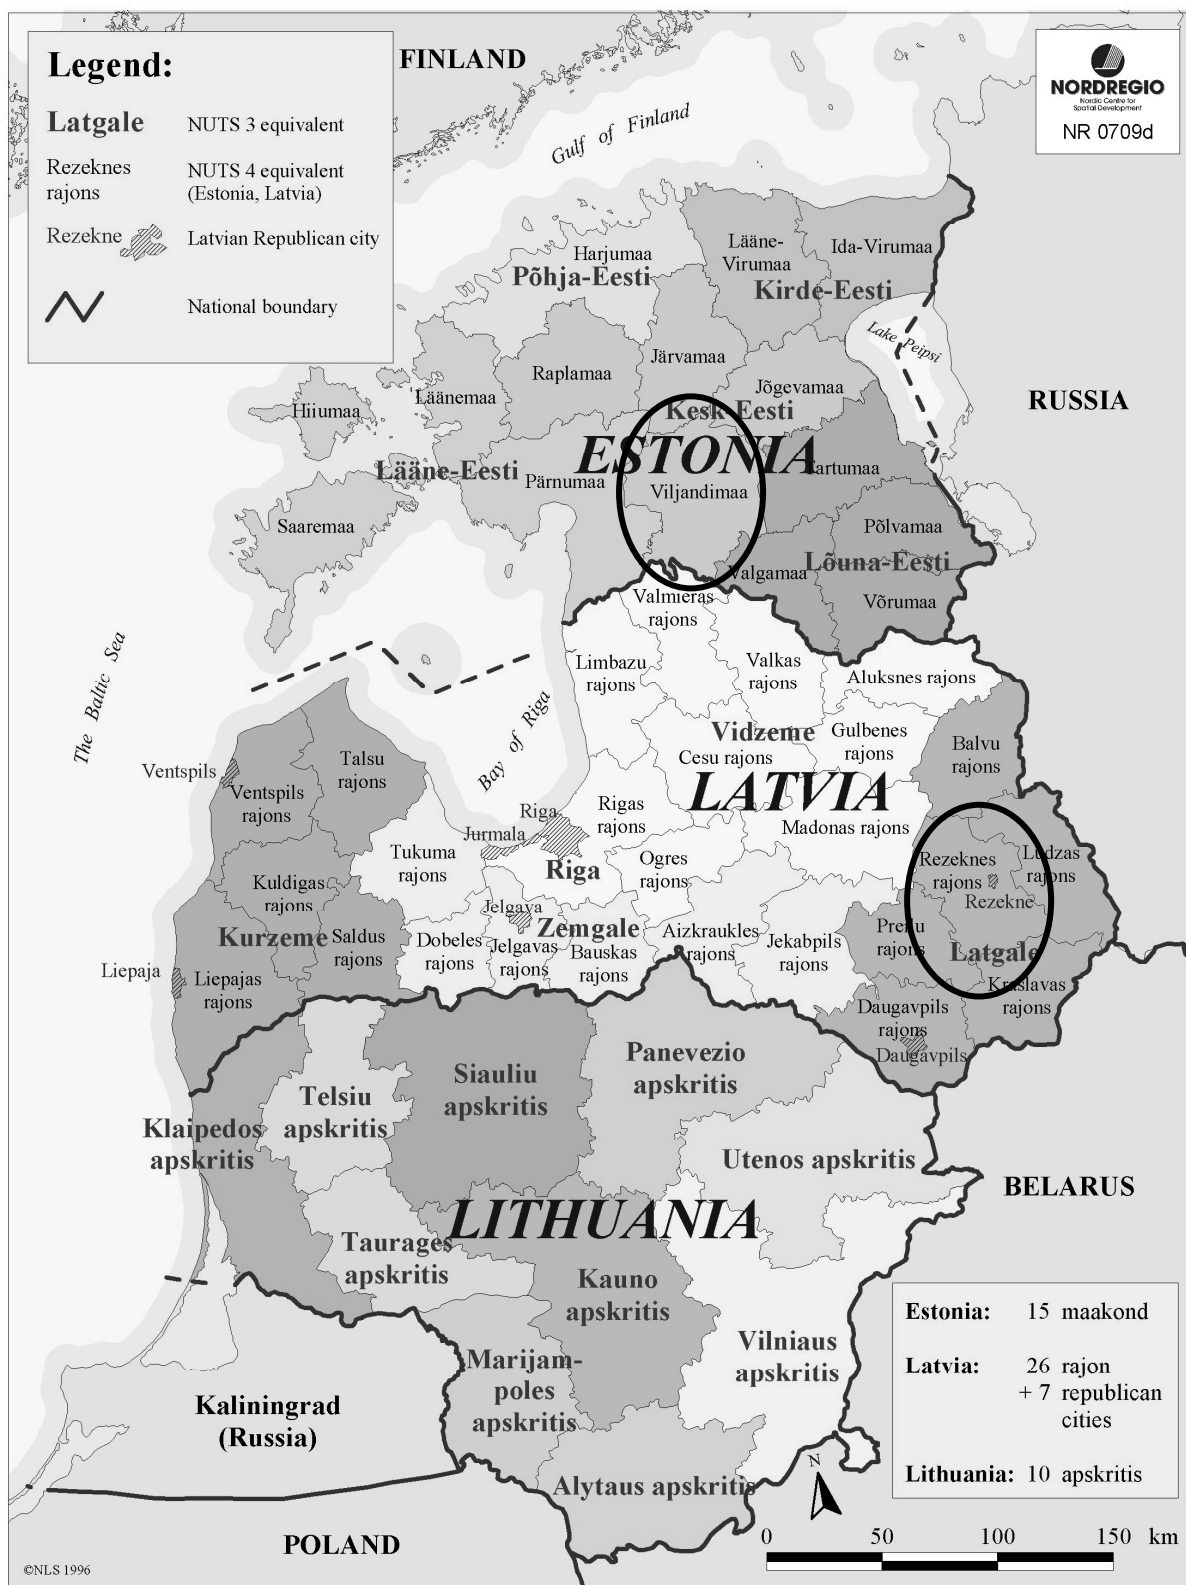 Legend:
Latgale NUTS 3 equivalent
Rezeknes
rajons
NUTS 4 equivalent
(Estonia, Latvia)
Rezekne Latvian Republican city
National boundary
FINLAND
Gulf of Finland
NORDREGIO
Nordic Centre for
Spatial Development
NR 0709d
Harjumaa
Põhja-Eesti
Lääne-
Virumaa
Ida-Virumaa
Kirde-Eesti
Lake Peipsi
RUSSIA
Järvamaa
Raplamaa
Jõgevamaa
Läänemaa
Hiiumaa
Kesk-Eesti
ESTONIA
Lääne-Eesti
Pärnumaa
Viljandimaa
Tartumaa
Saaremaa
Põlvamaa
Valgamaa
Lõuna-Eesti
Võrumaa
The Baltic Sea
Bay of Riga
Valmieras
rajons
Limbazu
rajons
Valkas
rajons
Aluksnes rajons
Vidzeme
Cesu rajons
Gulbenes
rajons
Balvu
rajons
LATVIA
Madonas rajons
Ventspils
Ventspils
rajons
Talsu
rajons
Riga
Jurmala
Rigas
rajons
Tukuma
rajons
Riga
Ogres
rajons
Rezeknes
rajons
Ludzas
rajons
Rezekne
Kuldigas
rajons
Kurzeme
Saldus
rajons
Jelgava
Zemgale
Dobeles
rajons
Jelgavas
rajons
Bauskas
rajons
Aizkraukles
rajons
Jekabpils
rajons
Preilu
rajons
Latgale
Liepaja
Liepajas
rajons
Kraslavas
rajons
Daugavpils
rajons
Daugavpils
Panevezio
apskritis
Siauliu
apskritis
Telsiu
apskritis
Klaipedos
apskritis
Utenos apskritis
BELARUS
LITHUANIA
Taurages
apskritis
Kauno
apskritis
Vilniaus
apskritis
Marijam-
poles
apskritis
Alytaus apskritis
Kaliningrad
(Russia)
POLAND
Estonia: 15 maakond
Latvia: 26 rajon
+ 7 republican
cities
Lithuania: 10 apskritis
N
0 50 100 150 km
©NLS 1996